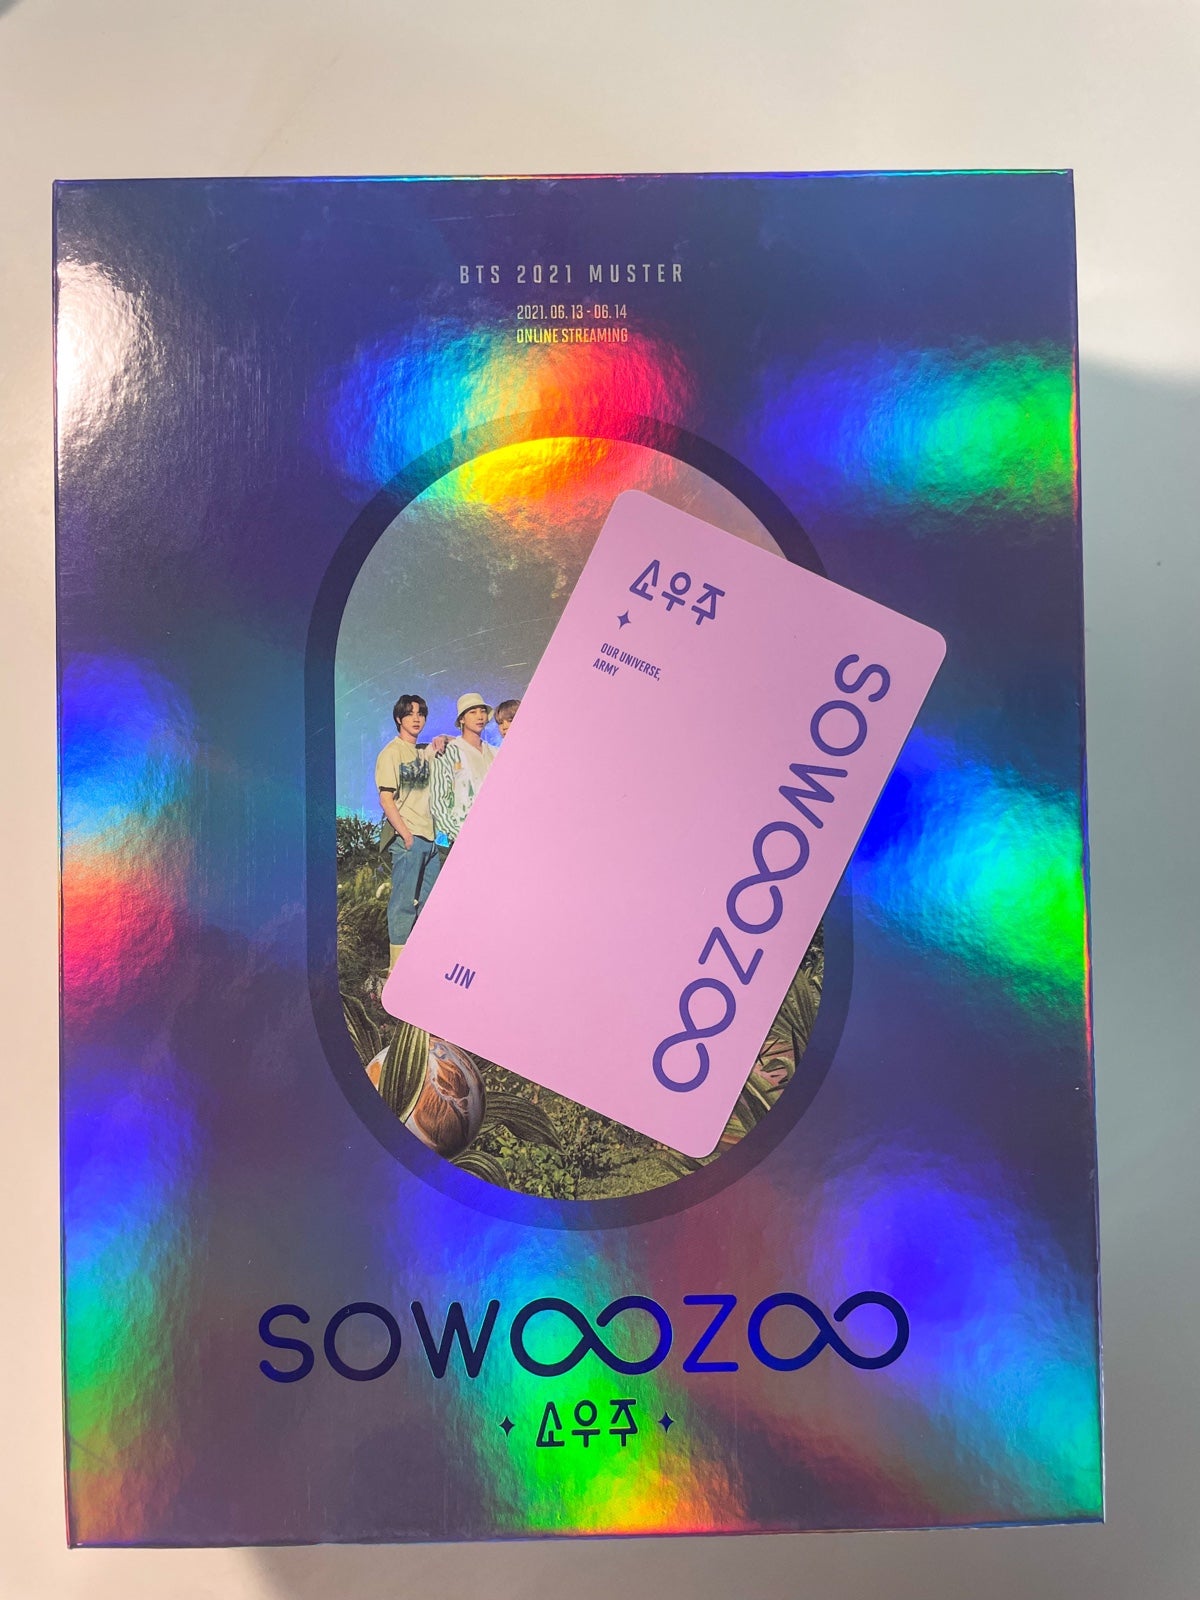 BTS 2021 MUSTER
2021. 06. 13 - 06. 14
ONLINE STREAMING
소우주
OUR UNIVERSE,
ARMY
SOWOOZOO
JIN
SOWOOZOO
소우주